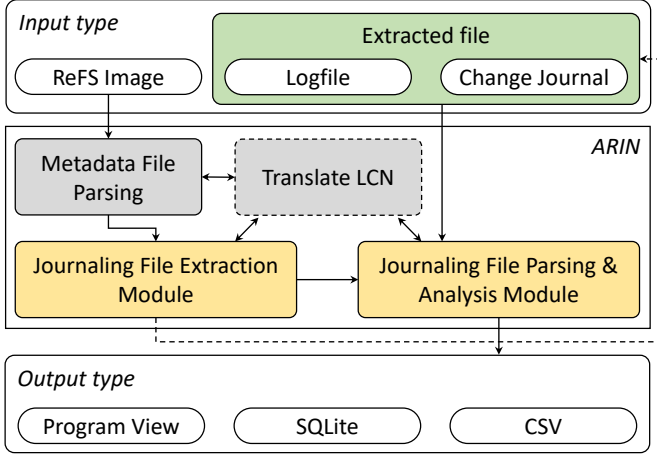 Input type
Extracted file
ReFS Image
Logfile
Change Journal
ARIN
Metadata File
Parsing
Translate LCN
Journaling File Extraction
Module
Journaling File Parsing &
Analysis Module
Output type
Program View
SQLite
CSV